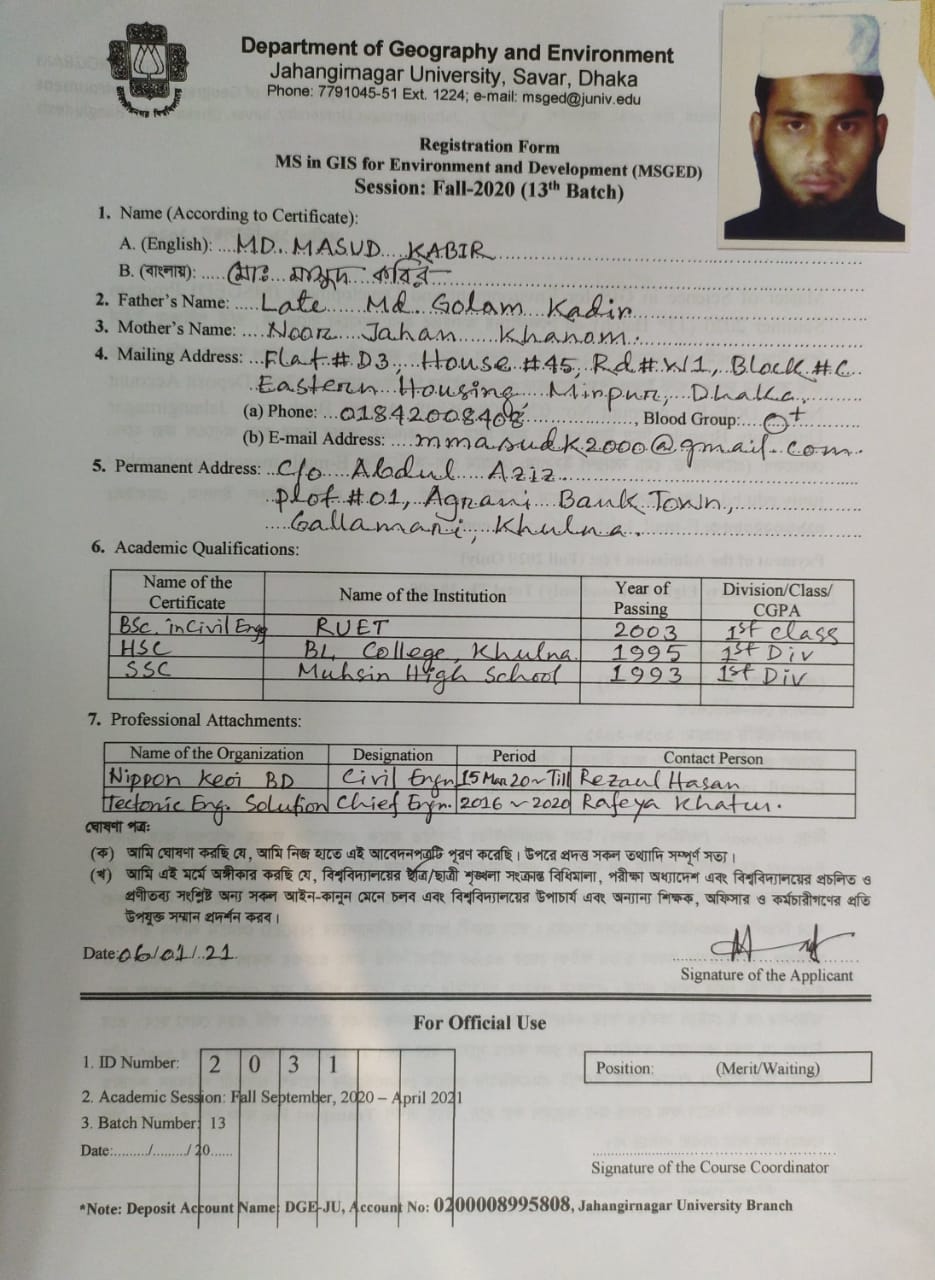 Department of Geography and Environment
Jahangirnagar University, Savar, Dhaka
Phone: 7791045-51 Ext. 1224; e-mail: msged@juniv.edu
Registration Form
MS in GIS for Environment and Development (MSGED)
Session: Fall-2020 (13th Batch)
1. Name (According to Certificate):
A. (English): MD. MASUD KABIR
B. (বাংলায়): মোঃ মাসুদ কবির
2. Father's Name: Late Md. Golam Kadir
3. Mother's Name: Noor Jahan Khanom.
4. Mailing Address: Flat # D3, House # 45, Rd # W1, Block # C
Eastern Housing, Mirpur, Dhaka,
(a) Phone: 01842008408, Blood Group: O+
(b) E-mail Address: mmasudk2000@gmail.com
5. Permanent Address: C/o Abdul Aziz
Plot # 01, Agrani Bank Town,
Gallamari, Khulna.
6. Academic Qualifications:
Name of the Certificate Name of the Institution Year of Passing Division/Class/CGPA
BSc. in Civil Engg RUET 2003 1st class
HSC BL College, Khulna. 1995 1st Div
SSC Muhsin High School 1993 1st Div
7. Professional Attachments:
Name of the Organization Designation Period Contact Person
Nippon Koei BD Civil Engr. 15 Mar 20 ~ Till Rezaul Hasan
Tectonic Eng. Solution Chief Engr. 2016 ~ 2020 Rafeya Khatun.
ঘোষণা পত্রঃ
(ক) আমি ঘোষণা করছি যে, আমি নিজ হাতে এই আবেদনপত্রটি পূরণ করেছি। উপরে প্রদত্ত সকল তথ্যাদি সম্পূর্ণ সত্য।
(খ) আমি এই মর্মে অঙ্গীকার করছি যে, বিশ্ববিদ্যালয়ের ছাত্র/ছাত্রী শৃঙ্খলা সংক্রান্ত বিধিমালা, পরীক্ষা অধ্যাদেশ এবং বিশ্ববিদ্যালয়ের প্রচলিত ও
প্রণীতব্য সংশ্লিষ্ট অন্য সকল আইন-কানুন মেনে চলব এবং বিশ্ববিদ্যালয়ের উপাচার্য এবং অন্যান্য শিক্ষক, অফিসার ও কর্মচারীগণের প্রতি
উপযুক্ত সম্মান প্রদর্শন করব।
Date: 06/01/21
Signature of the Applicant
For Official Use
1. ID Number: 2 0 3 1
Position: (Merit/Waiting)
2. Academic Session: Fall September, 2020 – April 2021
3. Batch Number: 13
Date:......../......../20......
Signature of the Course Coordinator
*Note: Deposit Account Name: DGE-JU, Account No: 0200008995808, Jahangirnagar University Branch